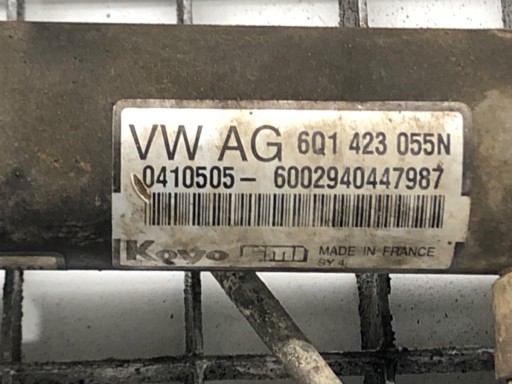 VW AG 6Q1 423 055N
0410505- 6002940447987
Koyo MADE IN FRANCE
SY 4